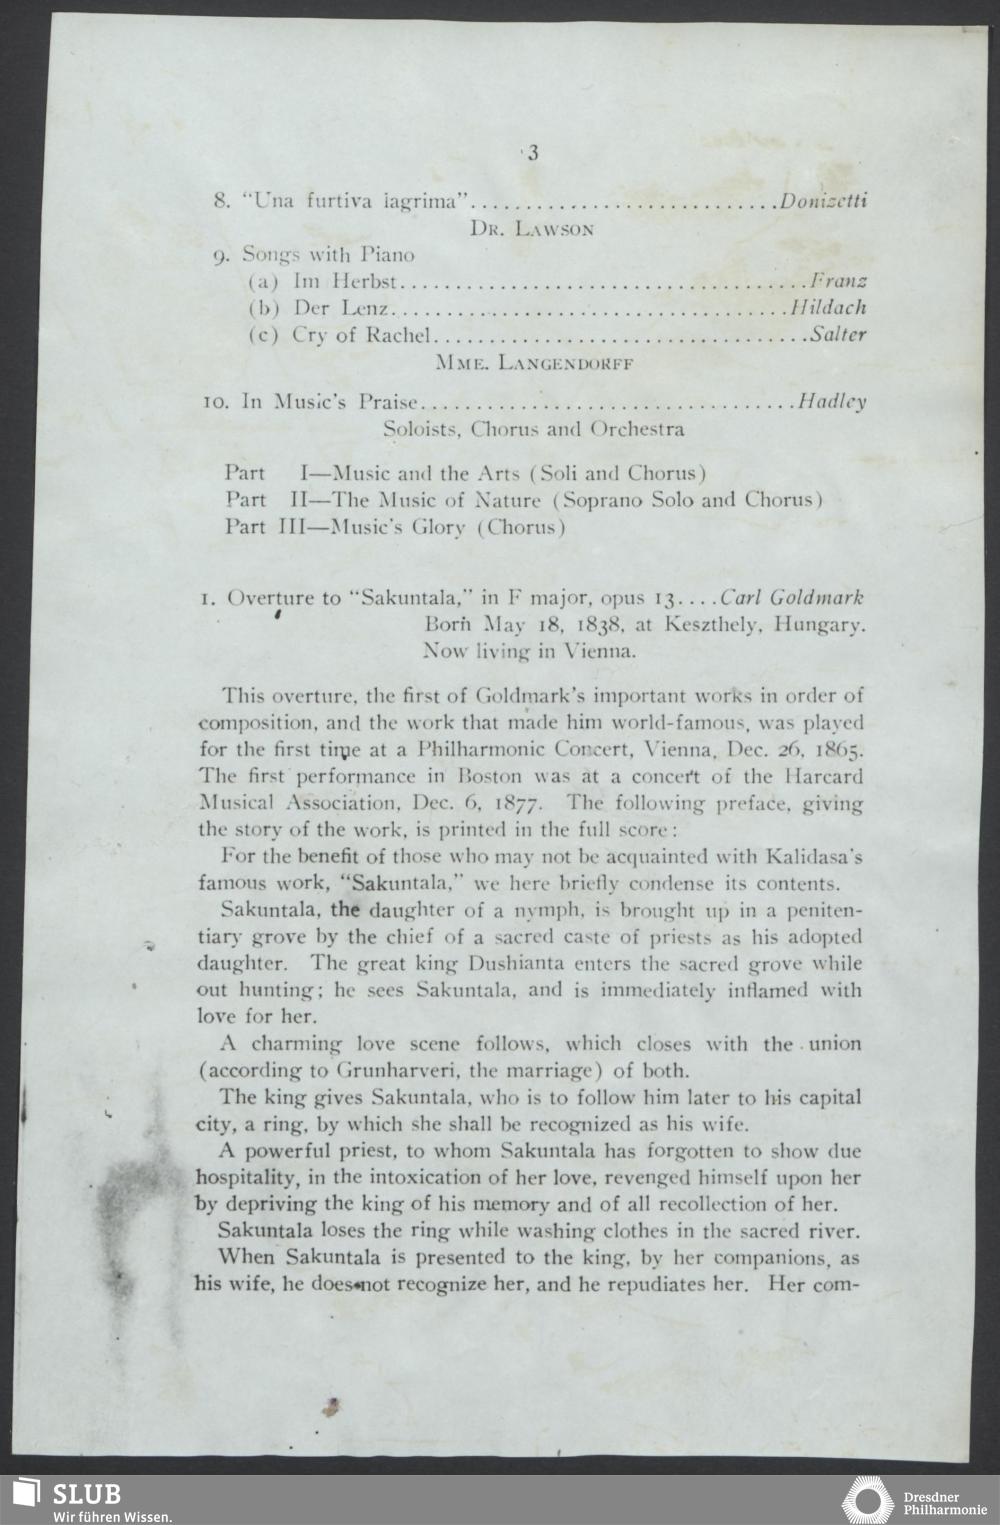 3
8. "Una furtiva iagrima".............................Donizetti
Dr. Lawson
9. Songs with Piano
(a) Im Herbst.....................................Franz
(b) Der Lenz....................................Hildach
(c) Cry of Rachel..................................Salter
Mme. Langendorff
10. In Music's Praise..................................Hadley
Soloists, Chorus and Orchestra
Part I—Music and the Arts (Soli and Chorus)
Part II—The Music of Nature (Soprano Solo and Chorus)
Part III—Music's Glory (Chorus)
1. Overture to "Sakuntala," in F major, opus 13....Carl Goldmark
Born May 18, 1838, at Keszthely, Hungary.
Now living in Vienna.
This overture, the first of Goldmark's important works in order of
composition, and the work that made him world-famous, was played
for the first time at a Philharmonic Concert, Vienna, Dec. 26, 1865.
The first performance in Boston was at a concert of the Harcard
Musical Association, Dec. 6, 1877. The following preface, giving
the story of the work, is printed in the full score:
For the benefit of those who may not be acquainted with Kalidasa's
famous work, "Sakuntala," we here briefly condense its contents.
Sakuntala, the daughter of a nymph, is brought up in a peniten-
tiary grove by the chief of a sacred caste of priests as his adopted
daughter. The great king Dushianta enters the sacred grove while
out hunting; he sees Sakuntala, and is immediately inflamed with
love for her.
A charming love scene follows, which closes with the union
(according to Grunharveri, the marriage) of both.
The king gives Sakuntala, who is to follow him later to his capital
city, a ring, by which she shall be recognized as his wife.
A powerful priest, to whom Sakuntala has forgotten to show due
hospitality, in the intoxication of her love, revenged himself upon her
by depriving the king of his memory and of all recollection of her.
Sakuntala loses the ring while washing clothes in the sacred river.
When Sakuntala is presented to the king, by her companions, as
his wife, he does not recognize her, and he repudiates her. Her com-
SLUB
Wir führen Wissen.
Dresdner
Philharmonie